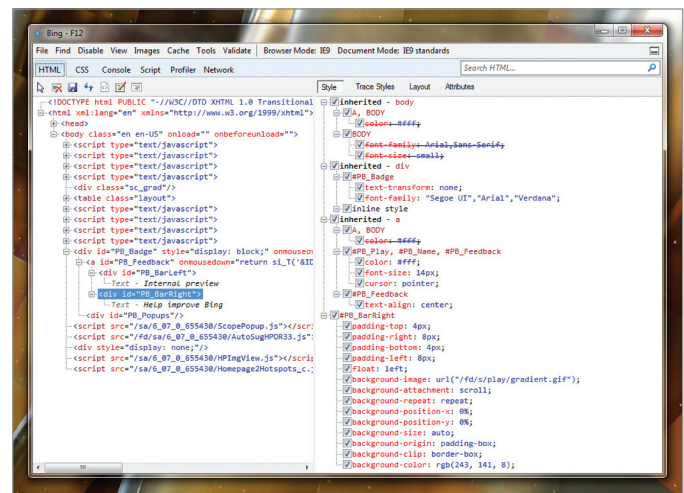 Bing - F12
File Find Disable View Images Cache Tools Validate Browser Mode: IE9 Document Mode: IE9 standards
HTML CSS Console Script Profiler Network
Search HTML...
Style Trace Styles Layout Attributes
<!DOCTYPE html PUBLIC "-//W3C//DTD XHTML 1.0 Transitional
<html xml:lang="en" xmlns="http://www.w3.org/1999/xhtml">
<head>
<body class="en en-US" onload="" onbeforeunload="">
<script type="text/javascript">
<script type="text/javascript">
<script type="text/javascript">
<div class="sc_grad"/>
<table class="layout">
<script type="text/javascript">
<script type="text/javascript">
<script type="text/javascript">
<div id="PB_Badge" style="display: block;" onmouseov
<a id="PB_Feedback" onmousedown="return si_T('&ID
<div id="PB_BarLeft">
Text - Internal preview
<div id="PB_BarRight">
Text - Help improve Bing
<div id="PB_Popups"/>
<script src="/sa/6_07_0_655430/ScopePopup.js"></scri
<script src="/fd/sa/6_07_0_655430/AutoSugHPOR33.js"
<div style="display: none;"/>
<script src="/sa/6_07_0_655430/HPImgView.js"></scrip
<script src="/sa/6_07_0_655430/Homepage2Hotspots_c.j
inherited - body
A, BODY
color: #fff;
BODY
font-family: Arial,Sans-Serif;
font-size: small;
inherited - div
#PB_Badge
text-transform: none;
font-family: "Segoe UI","Arial","Verdana";
inline style
inherited - a
A, BODY
color: #fff;
#PB_Play, #PB_Name, #PB_Feedback
color: #fff;
font-size: 14px;
cursor: pointer;
#PB_Feedback
text-align: center;
#PB_BarRight
padding-top: 4px;
padding-right: 8px;
padding-bottom: 4px;
padding-left: 8px;
float: left;
background-image: url("/fd/s/play/gradient.gif");
background-attachment: scroll;
background-repeat: repeat;
background-position-x: 0%;
background-position-y: 0%;
background-size: auto;
background-origin: padding-box;
background-clip: border-box;
background-color: rgb(243, 141, 8);